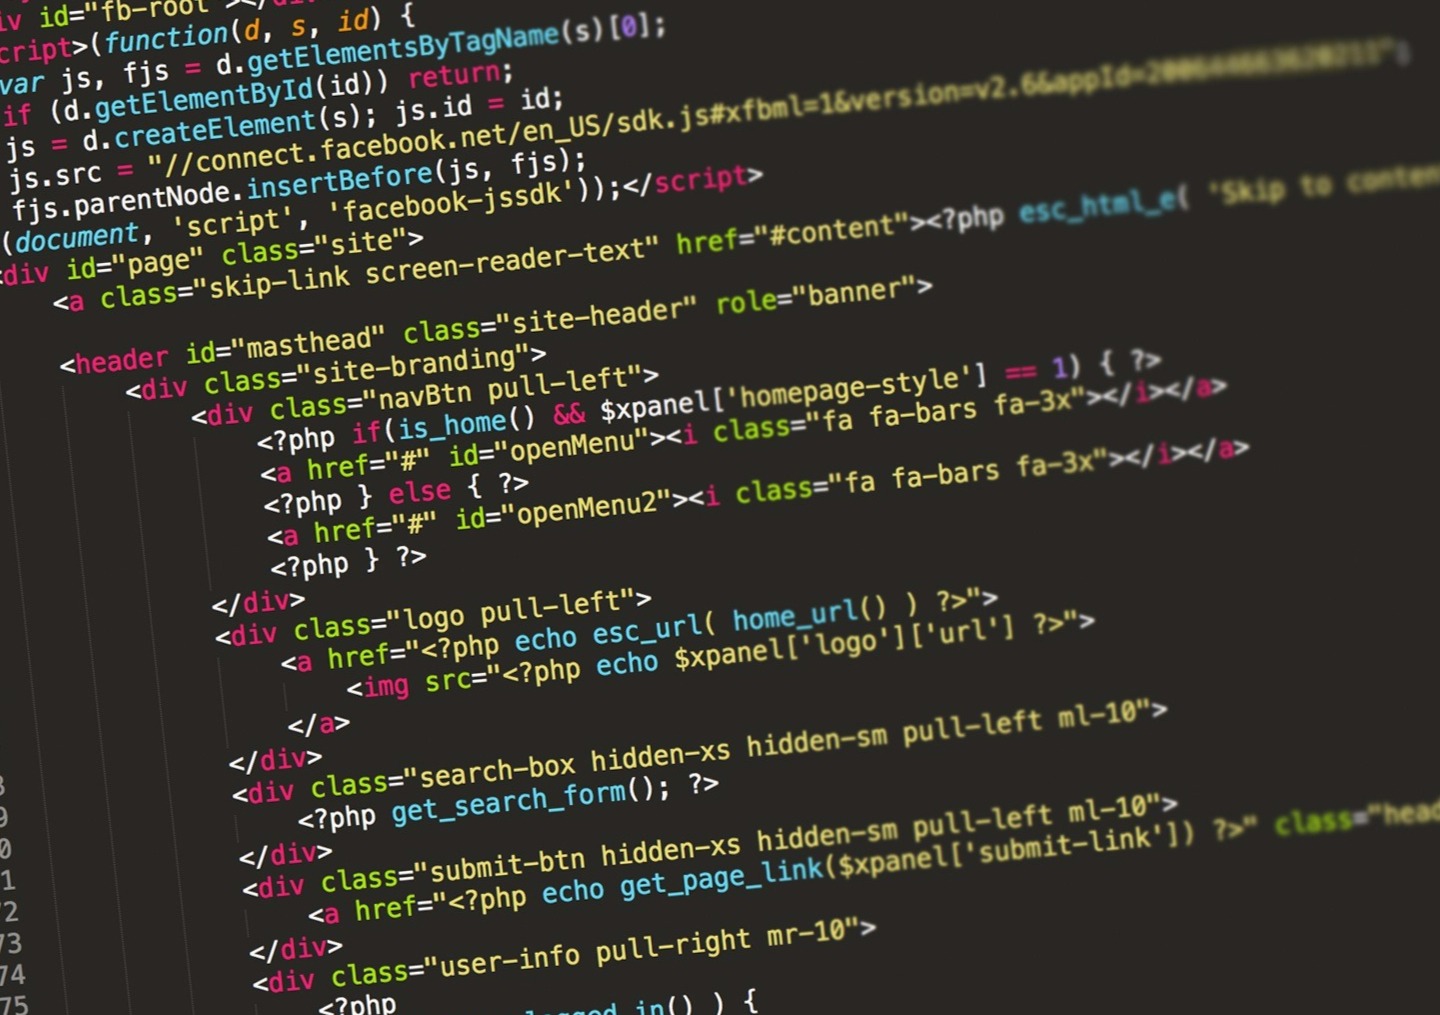 iv id="fb-root"></div>
cript>(function(d, s, id) {
var js, fjs = d.getElementsByTagName(s)[0];
if (d.getElementById(id)) return;
js = d.createElement(s); js.id = id;
js.src = "//connect.facebook.net/en_US/sdk.js#xfbml=1&version=v2.6&appId=
fjs.parentNode.insertBefore(js, fjs);
(document, 'script', 'facebook-jssdk'));</script>
<div id="page" class="site">
<a class="skip-link screen-reader-text" href="#content"><?php esc_html_e( 'Skip to conten
<header id="masthead" class="site-header" role="banner">
<div class="site-branding">
<div class="navBtn pull-left">
<?php if(is_home() && $xpanel['homepage-style'] == 1) { ?>
<a href="#" id="openMenu"><i class="fa fa-bars fa-3x"></i></a>
<?php } else { ?>
<a href="#" id="openMenu2"><i class="fa fa-bars fa-3x"></i></a>
<?php } ?>
</div>
<div class="logo pull-left">
<a href="<?php echo esc_url( home_url() ) ?>">
<img src="<?php echo $xpanel['logo']['url'] ?>">
</a>
</div>
<div class="search-box hidden-xs hidden-sm pull-left ml-10">
<?php get_search_form(); ?>
</div>
<div class="submit-btn hidden-xs hidden-sm pull-left ml-10">
<a href="<?php echo get_page_link($xpanel['submit-link']) ?>" class="head
73 </div>
74 <div class="user-info pull-right mr-10">
75 <?php
logged_in() ) {